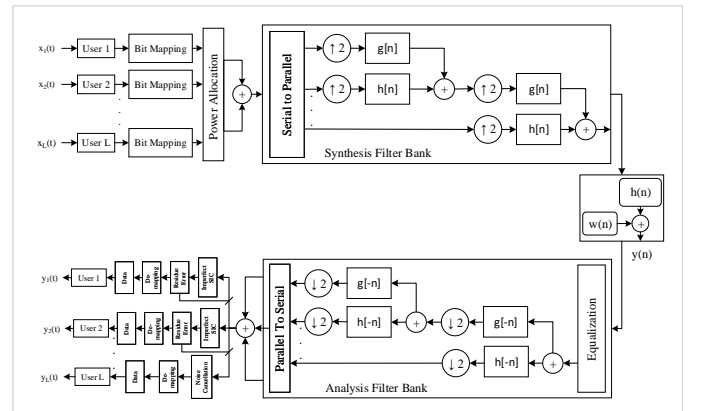 x1(t) User 1 Bit Mapping
x2(t) User 2 Bit Mapping
xL(t) User L Bit Mapping
Power Allocation
+
Serial to Parallel
↑ 2 g[n]
↑ 2 h[n] + ↑ 2 g[n]
↑ 2 h[n] +
Synthesis Filter Bank
h(n)
w(n) +
y(n)
y1(t) User 1 Data De-mapping Residue Error Imperfect SIC
y2(t) User 2 Data De-mapping Residue Error Imperfect SIC
yL(t) User L Data De-mapping Noise Cancellation
+
Parallel To Serial
↓ 2 g[-n]
↓ 2 h[-n] + ↓ 2 g[-n]
↓ 2 h[-n] +
Equalization
Analysis Filter Bank